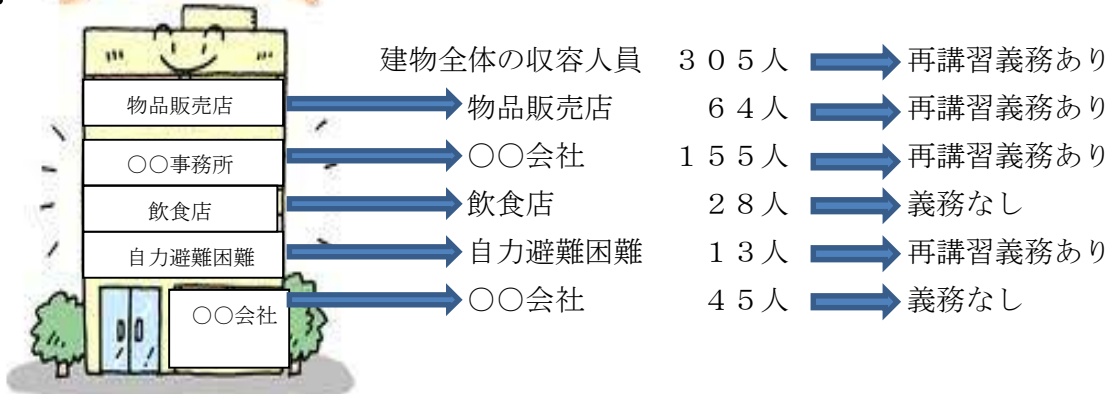 建物全体の収容人員 305人 再講習義務あり
物品販売店 物品販売店 64人 再講習義務あり
○○事務所 ○○会社 155人 再講習義務あり
飲食店 飲食店 28人 義務なし
自力避難困難 自力避難困難 13人 再講習義務あり
○○会社 ○○会社 45人 義務なし